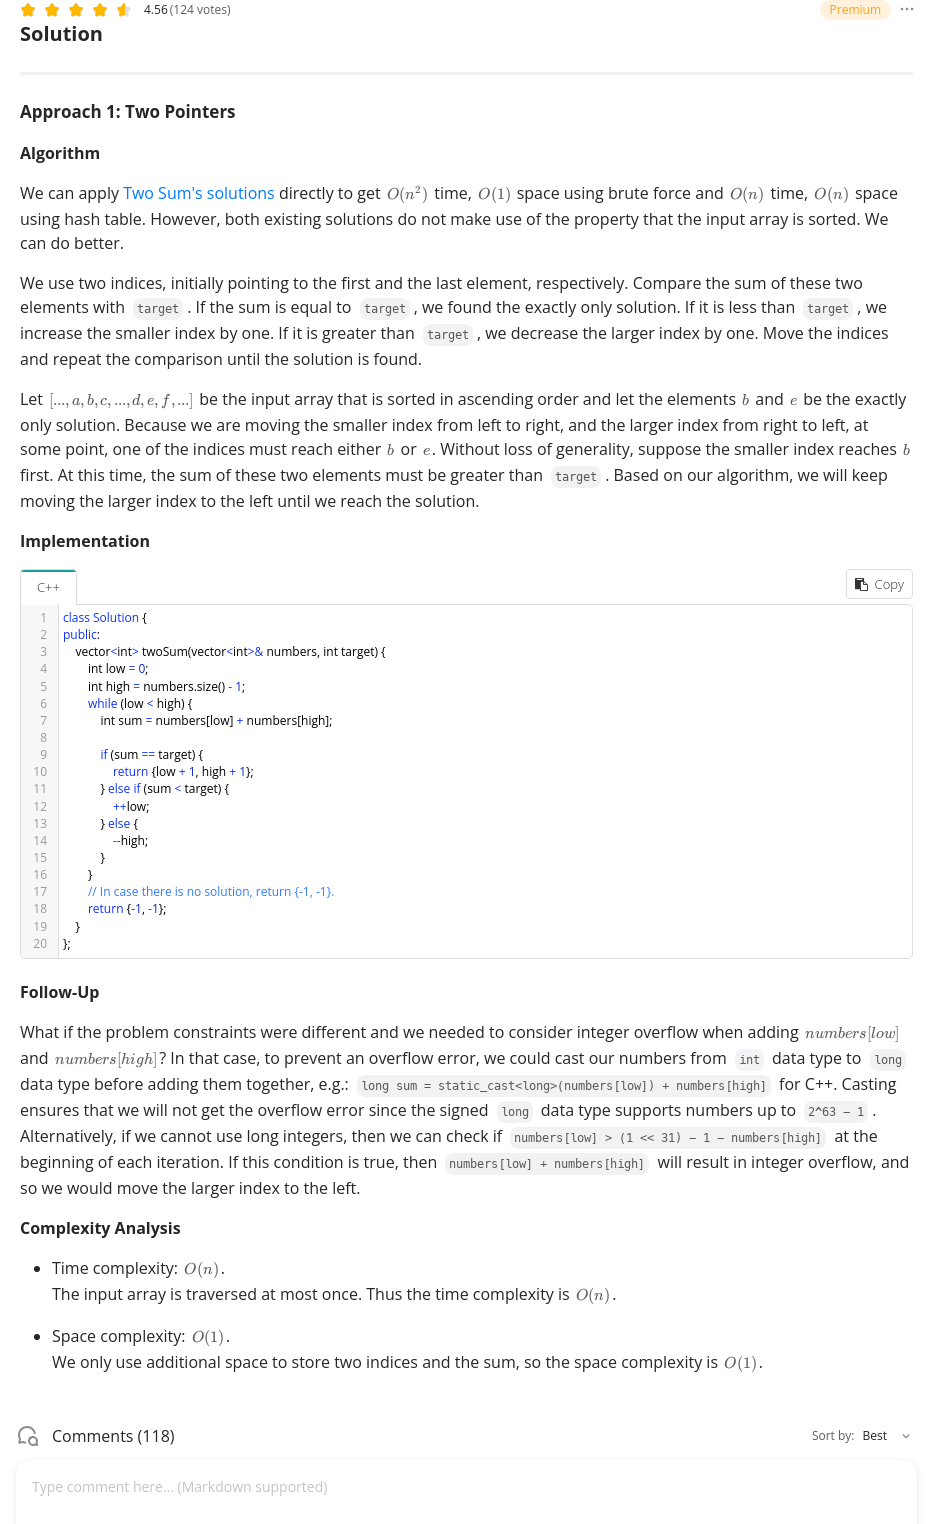 4.56 (124 votes)
Premium
Solution
Approach 1: Two Pointers
Algorithm
We can apply Two Sum's solutions directly to get O(n²) time, O(1) space using brute force and O(n) time, O(n) space
using hash table. However, both existing solutions do not make use of the property that the input array is sorted. We
can do better.
We use two indices, initially pointing to the first and the last element, respectively. Compare the sum of these two
elements with target . If the sum is equal to target , we found the exactly only solution. If it is less than target , we
increase the smaller index by one. If it is greater than target , we decrease the larger index by one. Move the indices
and repeat the comparison until the solution is found.
Let [..., a, b, c, ..., d, e, f, ...] be the input array that is sorted in ascending order and let the elements b and e be the exactly
only solution. Because we are moving the smaller index from left to right, and the larger index from right to left, at
some point, one of the indices must reach either b or e. Without loss of generality, suppose the smaller index reaches b
first. At this time, the sum of these two elements must be greater than target . Based on our algorithm, we will keep
moving the larger index to the left until we reach the solution.
Implementation
C++
Copy
1 class Solution {
2 public:
3     vector<int> twoSum(vector<int>& numbers, int target) {
4         int low = 0;
5         int high = numbers.size() - 1;
6         while (low < high) {
7             int sum = numbers[low] + numbers[high];
8
9             if (sum == target) {
10                 return {low + 1, high + 1};
11             } else if (sum < target) {
12                 ++low;
13             } else {
14                 --high;
15             }
16         }
17         // In case there is no solution, return {-1, -1}.
18         return {-1, -1};
19     }
20 };
Follow-Up
What if the problem constraints were different and we needed to consider integer overflow when adding numbers[low]
and numbers[high]? In that case, to prevent an overflow error, we could cast our numbers from int data type to long
data type before adding them together, e.g.: long sum = static_cast<long>(numbers[low]) + numbers[high] for C++. Casting
ensures that we will not get the overflow error since the signed long data type supports numbers up to 2^63 − 1 .
Alternatively, if we cannot use long integers, then we can check if numbers[low] > (1 << 31) − 1 − numbers[high] at the
beginning of each iteration. If this condition is true, then numbers[low] + numbers[high] will result in integer overflow, and
so we would move the larger index to the left.
Complexity Analysis
• Time complexity: O(n).
The input array is traversed at most once. Thus the time complexity is O(n).
• Space complexity: O(1).
We only use additional space to store two indices and the sum, so the space complexity is O(1).
Comments (118)
Sort by: Best
Type comment here... (Markdown supported)